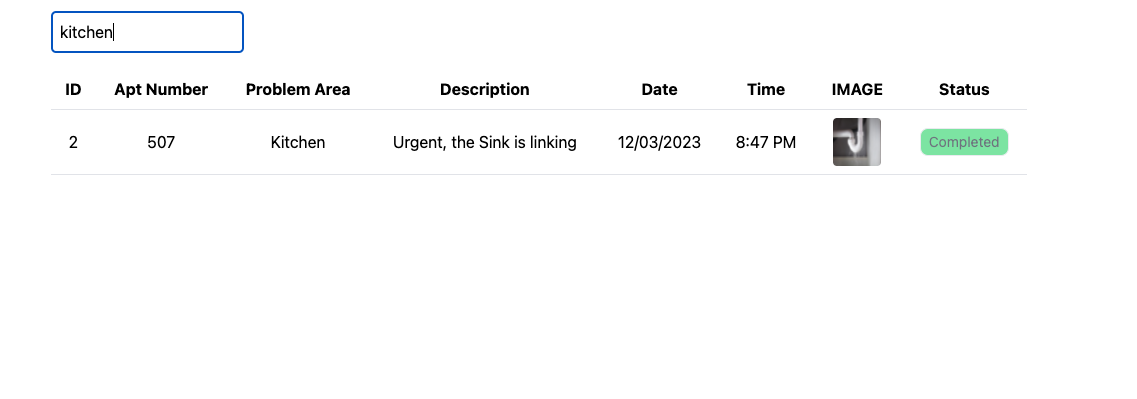 kitchen
ID Apt Number Problem Area Description Date Time IMAGE Status
2 507 Kitchen Urgent, the Sink is linking 12/03/2023 8:47 PM Completed